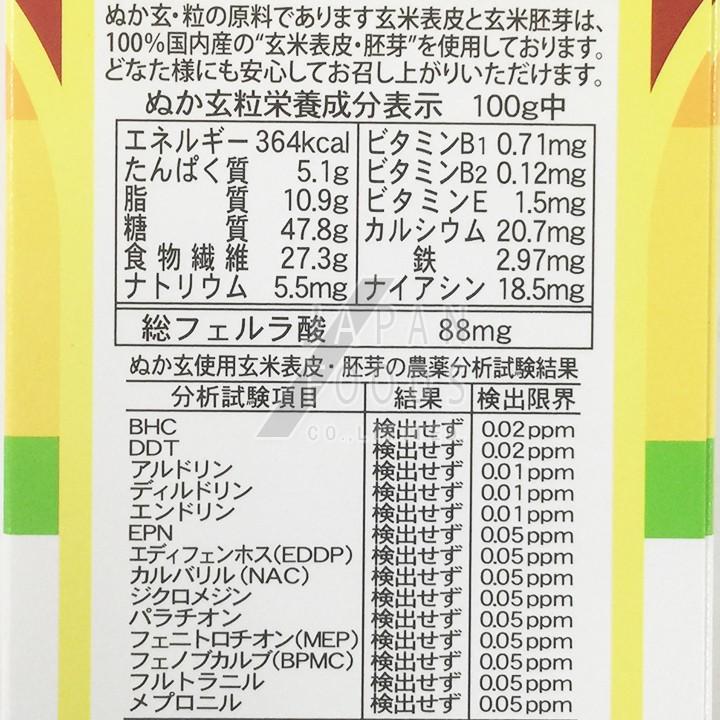 ぬか玄・粒の原料であります玄米表皮と玄米胚芽は、
100%国内産の“玄米表皮・胚芽”を使用しております。
どなた様にも安心してお召し上がりいただけます。
ぬか玄粒栄養成分表示 100g中
エネルギー 364kcal ビタミンB1 0.71mg
たんぱく質 5.1g ビタミンB2 0.12mg
脂質 10.9g ビタミンE 1.5mg
糖質 47.8g カルシウム 20.7mg
食物繊維 27.3g 鉄 2.97mg
ナトリウム 5.5mg ナイアシン 18.5mg
総フェルラ酸 88mg
JAPAN
FOODS
CO.,LIMITED
ぬか玄使用玄米表皮・胚芽の農薬分析試験結果
分析試験項目 結果 検出限界
BHC 検出せず 0.02ppm
DDT 検出せず 0.02ppm
アルドリン 検出せず 0.01ppm
ディルドリン 検出せず 0.01ppm
エンドリン 検出せず 0.01ppm
EPN 検出せず 0.05ppm
エディフェンホス(EDDP) 検出せず 0.05ppm
カルバリル(NAC) 検出せず 0.05ppm
ジクロメジン 検出せず 0.05ppm
パラチオン 検出せず 0.05ppm
フェニトロチオン(MEP) 検出せず 0.05ppm
フェノブカルブ(BPMC) 検出せず 0.05ppm
フルトラニル 検出せず 0.05ppm
メプロニル 検出せず 0.05ppm